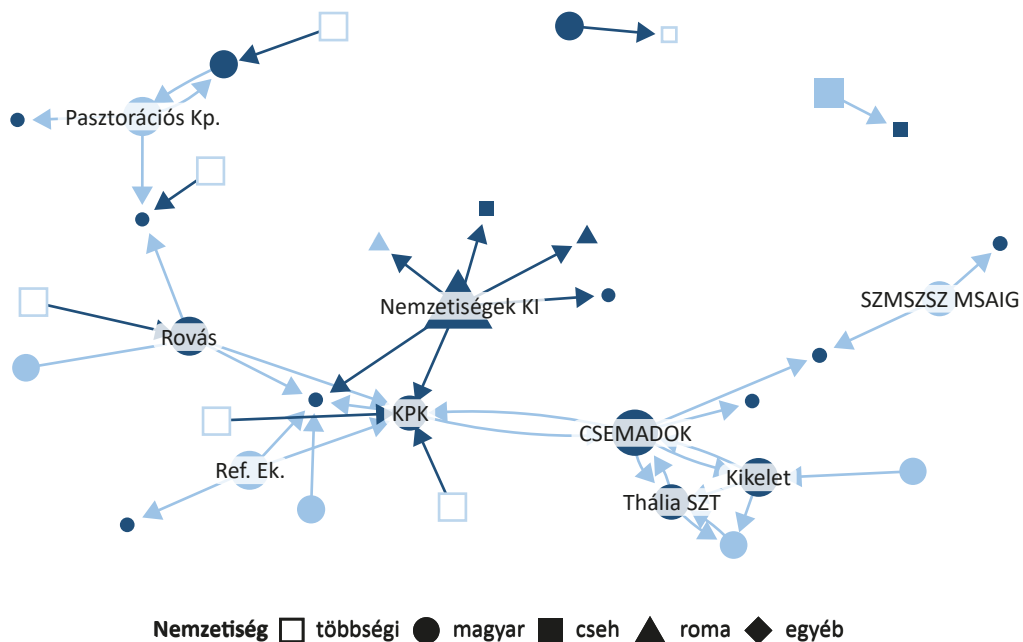 Pasztorációs Kp.
Nemzetiségek KI
SZMSZSZ MSAIG
Rovás
KPK
CSEMADOK
Ref. Ek.
Kikelet
Thália SZT
Nemzetiség többségi magyar cseh roma egyéb